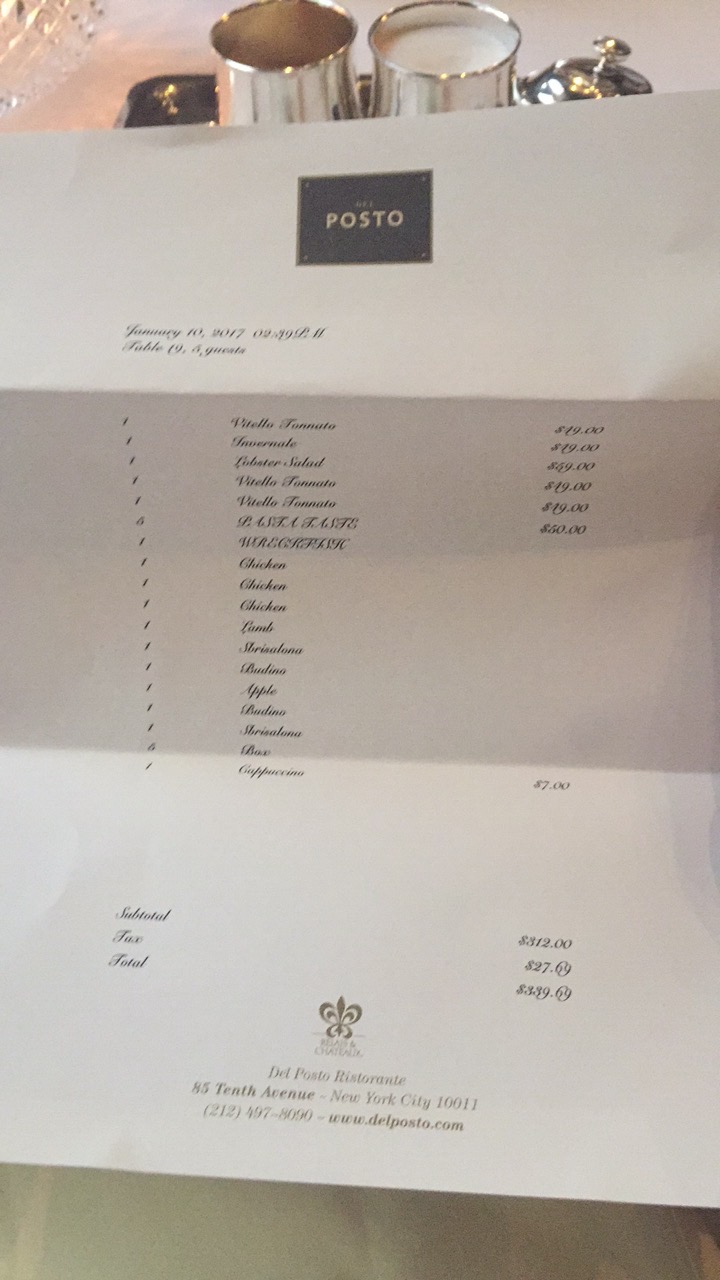 DEL
POSTO
January 10, 2017 02:39PM
Table 19, 5 guests
1 Vitello Tonnato $49.00
1 Invernale $49.00
1 Lobster Salad $59.00
1 Vitello Tonnato $49.00
1 Vitello Tonnato $49.00
5 PASTA TASTE $50.00
1 WRECKFISH
1 Chicken
1 Chicken
1 Chicken
1 Lamb
1 Sbrisalona
1 Budino
1 Apple
1 Budino
1 Sbrisalona
5 Box
1 Cappuccino $7.00
Subtotal $312.00
Tax $27.69
Total $339.69
RELAIS &
CHATEAUX
Del Posto Ristorante
85 Tenth Avenue - New York City 10011
(212) 497-8090 - www.delposto.com